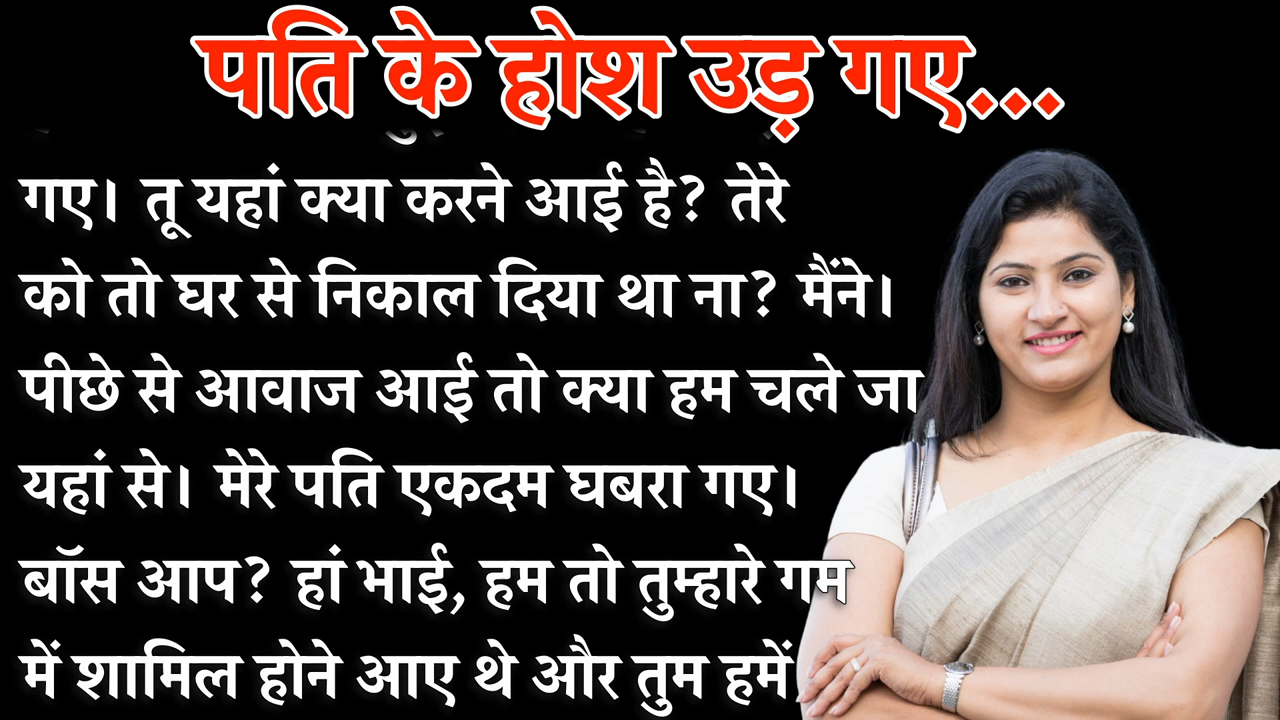 पति के होश उड़ गए...
गए। तू यहां क्या करने आई है? तेरे
को तो घर से निकाल दिया था ना? मैंने।
पीछे से आवाज आई तो क्या हम चले जा
यहां से। मेरे पति एकदम घबरा गए।
बॉस आप? हां भाई, हम तो तुम्हारे गम
में शामिल होने आए थे और तुम हमें